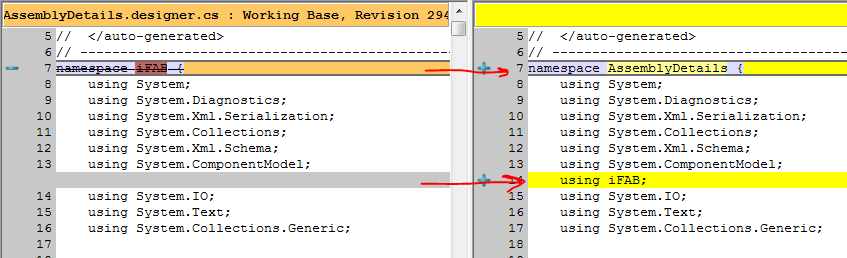 AssemblyDetails.designer.cs : Working Base, Revision 294
5 // </auto-generated>
6 // ------------------------------------------------
7 namespace iFAB {
8 using System;
9 using System.Diagnostics;
10 using System.Xml.Serialization;
11 using System.Collections;
12 using System.Xml.Schema;
13 using System.ComponentModel;
14 using System.IO;
15 using System.Text;
16 using System.Collections.Generic;
17
18
5 // </auto-generated>
6 // ------------------------------------------------
7 namespace AssemblyDetails {
8 using System;
9 using System.Diagnostics;
10 using System.Xml.Serialization;
11 using System.Collections;
12 using System.Xml.Schema;
13 using System.ComponentModel;
14 using iFAB;
15 using System.IO;
16 using System.Text;
17 using System.Collections.Generic;
18
19